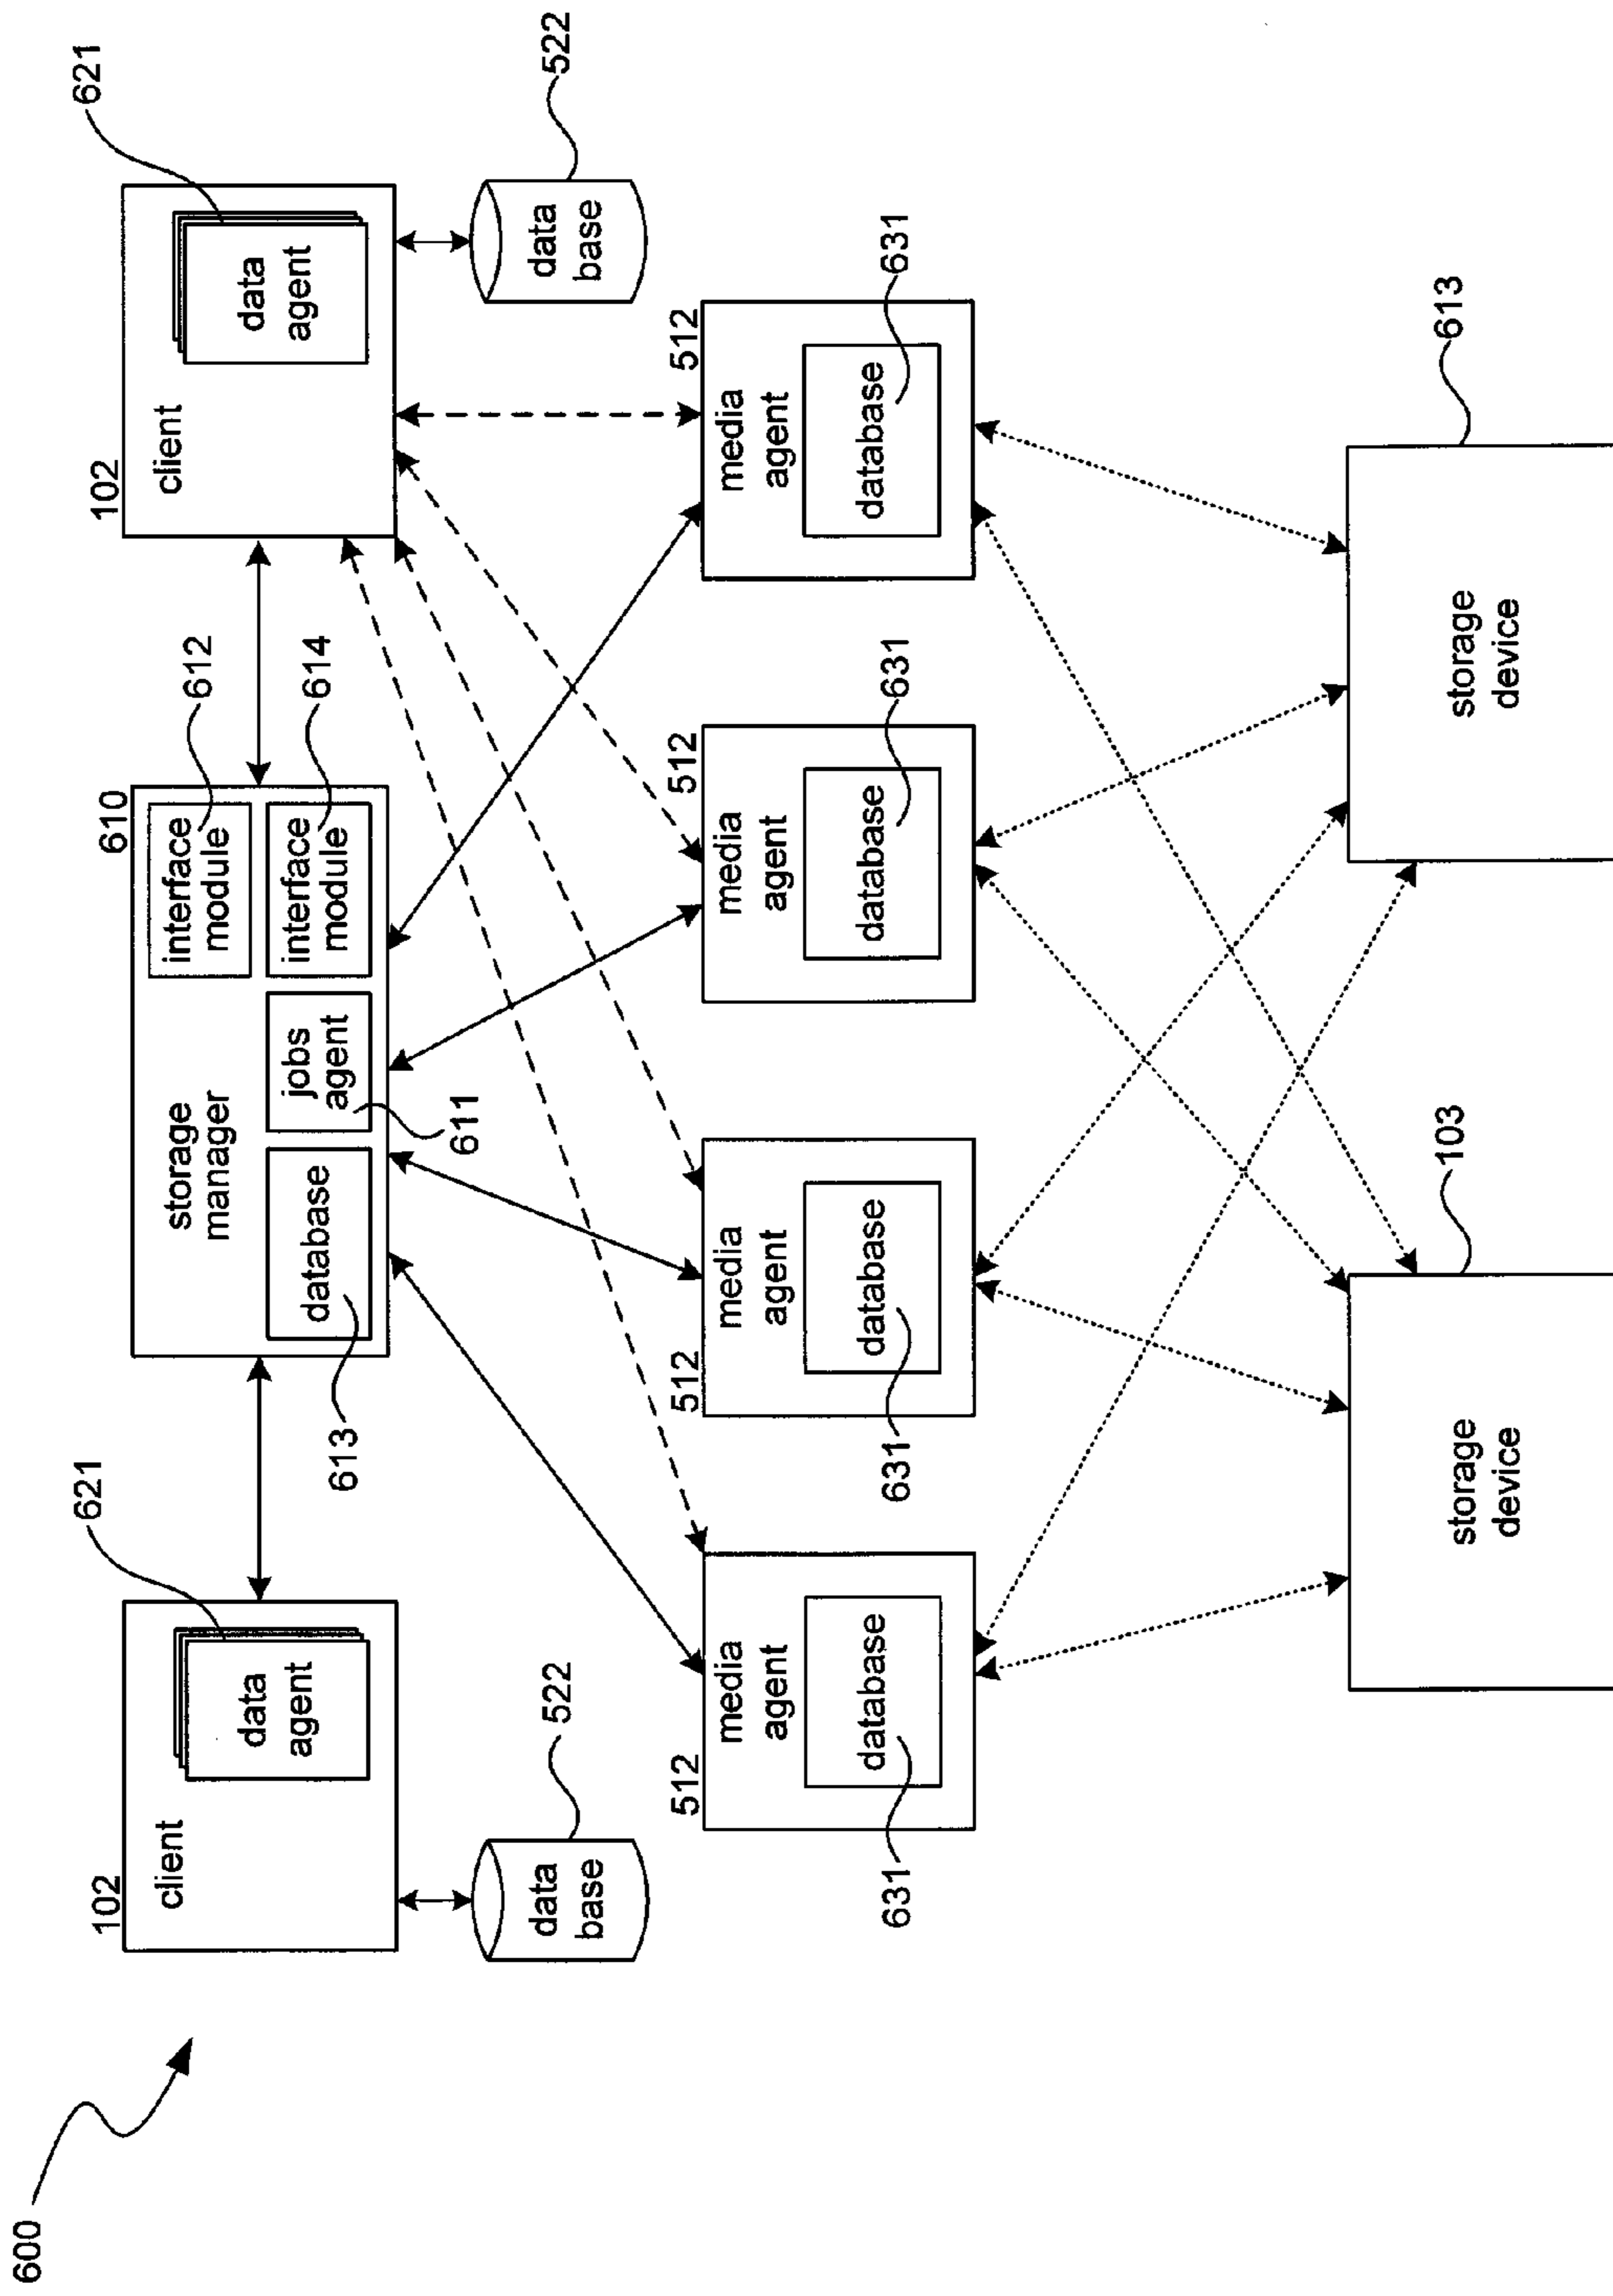 600
102
client
data
agent
621
data
base
522
610
storage
manager
database
613
jobs
agent
611
interface
module
612
interface
module
614
102
client
data
agent
621
data
base
522
512
media
agent
database
631
512
media
agent
database
631
512
media
agent
database
631
512
media
agent
database
631
storage
device
103
storage
device
613